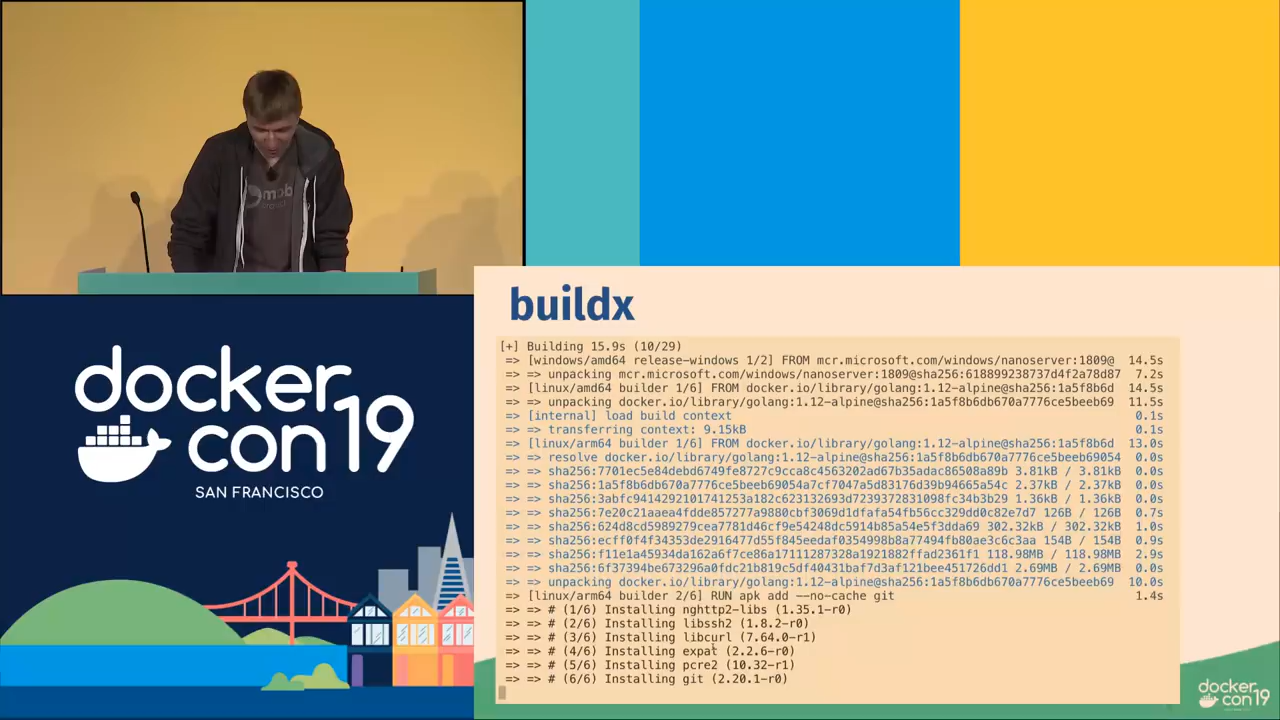 mobi
docker
con 19
SAN FRANCISCO
buildx
[+] Building 15.9s (10/29)
=> [windows/amd64 release-windows 1/2] FROM mcr.microsoft.com/windows/nanoserver:1809@ 14.5s
=> => unpacking mcr.microsoft.com/windows/nanoserver:1809@sha256:618899238737d4f2a78d87 7.2s
=> [linux/amd64 builder 1/6] FROM docker.io/library/golang:1.12-alpine@sha256:1a5f8b6d 14.5s
=> => unpacking docker.io/library/golang:1.12-alpine@sha256:1a5f8b6db670a7776ce5beeb69 11.5s
=> [internal] load build context 0.1s
=> => transferring context: 9.15kB 0.1s
=> [linux/arm64 builder 1/6] FROM docker.io/library/golang:1.12-alpine@sha256:1a5f8b6d 13.0s
=> => resolve docker.io/library/golang:1.12-alpine@sha256:1a5f8b6db670a7776ce5beeb69054 0.0s
=> => sha256:7701ec5e84debd6749fe8727c9cca8c4563202ad67b35adac86508a89b 3.81kB / 3.81kB 0.0s
=> => sha256:1a5f8b6db670a7776ce5beeb69054a7cf7047a5d83176d39b94665a54c 2.37kB / 2.37kB 0.0s
=> => sha256:3abfc9414292101741253a182c623132693d7239372831098fc34b3b29 1.36kB / 1.36kB 0.0s
=> => sha256:7e20c21aaea4fdde857277a9880cbf3069d1dfafa54fb56cc329dd0c82e7d7 126B / 126B 0.7s
=> => sha256:624d8cd5989279cea7781d46cf9e54248dc5914b85a54e5f3dda69 302.32kB / 302.32kB 1.0s
=> => sha256:ecff0f4f34353de2916477d55f845eedaf0354998b8a77494fb80ae3c6c3aa 154B / 154B 0.9s
=> => sha256:f11e1a45934da162a6f7ce86a17111287328a1921882ffad2361f1 118.98MB / 118.98MB 2.9s
=> => sha256:6f37394be673296a0fdc21b819c5df40431baf7d3af121bee451726dd1 2.69MB / 2.69MB 0.0s
=> => unpacking docker.io/library/golang:1.12-alpine@sha256:1a5f8b6db670a7776ce5beeb69 10.0s
=> [linux/arm64 builder 2/6] RUN apk add --no-cache git 1.4s
=> => # (1/6) Installing nghttp2-libs (1.35.1-r0)
=> => # (2/6) Installing libssh2 (1.8.2-r0)
=> => # (3/6) Installing libcurl (7.64.0-r1)
=> => # (4/6) Installing expat (2.2.6-r0)
=> => # (5/6) Installing pcre2 (10.32-r1)
=> => # (6/6) Installing git (2.20.1-r0)
docker
con 19